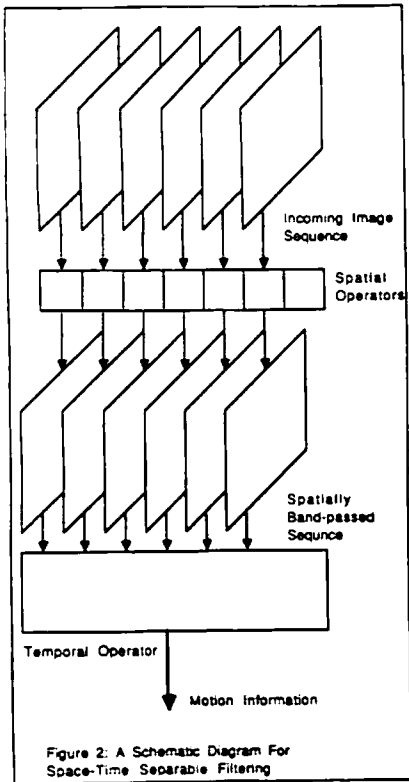 Incoming Image
Sequence
Spatial
Operators
Spatially
Band-passed
Sequnce
Temporal Operator
Motion Information
Figure 2: A Schematic Diagram For
Space-Time Separable Filtering